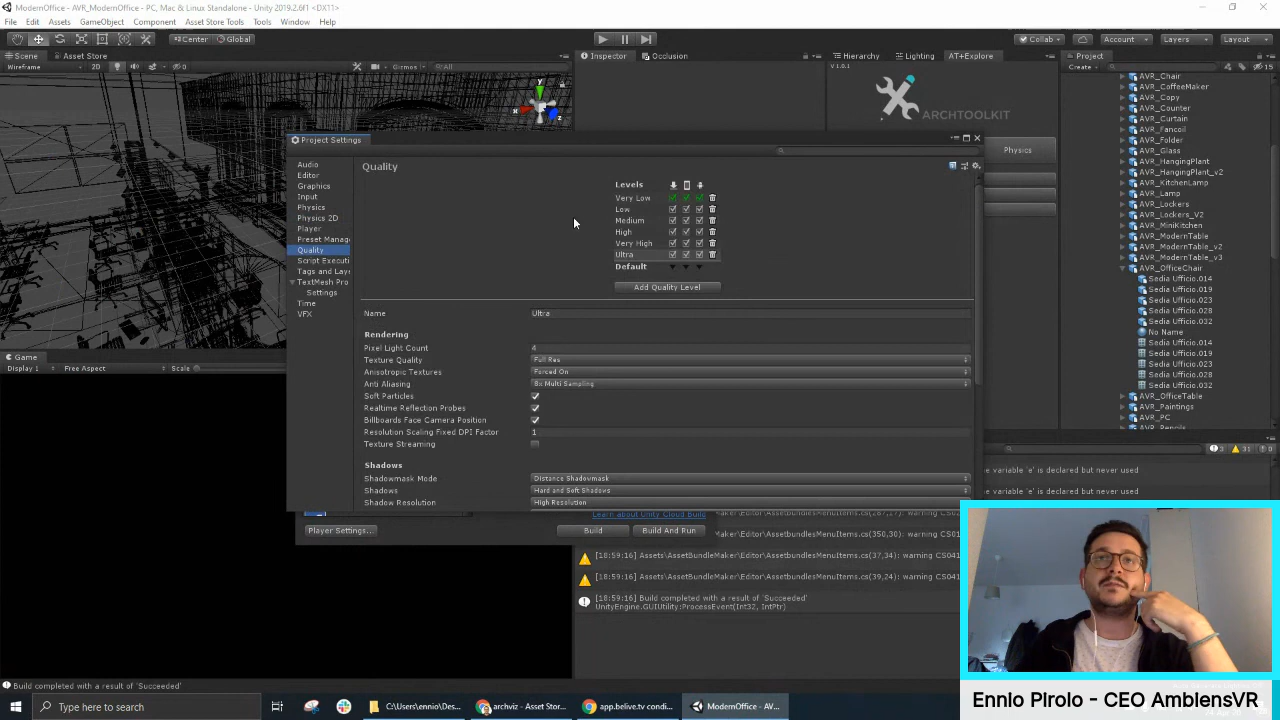 ModernOffice - AVR_ModernOffice - PC, Mac & Linux Standalone - Unity 2019.2.6f1 <DX11>
File Edit Assets GameObject Component Asset Store Tools Tools Window Help
Center Global Collab Account Layers Layout
Scene Asset Store Inspector Occlusion Hierarchy Lighting AT+Explore Project
Wireframe 2D 0 Gizmos All Create 15
V 1.0.1
ARCHTOOLKIT
Physics
AVR_Chair
AVR_CoffeeMaker
AVR_Copy
AVR_Counter
AVR_Curtain
AVR_Fancoil
AVR_Folder
AVR_Glass
AVR_HangingPlant
AVR_HangingPlant_v2
AVR_KitchenLamp
AVR_Lamp
AVR_Lockers
AVR_Lockers_V2
AVR_MiniKitchen
AVR_ModernTable
AVR_ModernTable_v2
AVR_ModernTable_v3
AVR_OfficeChair
Sedia Ufficio.014
Sedia Ufficio.019
Sedia Ufficio.023
Sedia Ufficio.028
Sedia Ufficio.032
No Name
Sedia Ufficio.014
Sedia Ufficio.019
Sedia Ufficio.023
Sedia Ufficio.028
Sedia Ufficio.032
AVR_OfficeTable
AVR_Paintings
AVR_PC
AVR_Pencils
Project Settings
Audio
Editor
Graphics
Input
Physics
Physics 2D
Player
Preset Manag
Quality
Script Executi
Tags and Laye
TextMesh Pro
Settings
Time
VFX
Quality
Levels
Very Low
Low
Medium
High
Very High
Ultra
Default
Add Quality Level
Name Ultra
Rendering
Pixel Light Count 4
Texture Quality Full Res
Anisotropic Textures Forced On
Anti Aliasing 8x Multi Sampling
Soft Particles
Realtime Reflection Probes
Billboards Face Camera Position
Resolution Scaling Fixed DPI Factor 1
Texture Streaming
Shadows
Shadowmask Mode Distance Shadowmask
Shadows Hard and Soft Shadows
Shadow Resolution High Resolution
Game
Display 1 Free Aspect Scale
Learn about Unity Cloud Build
Player Settings... Build Build And Run
3 31 0
he variable 'e' is declared but never used
he variable 'e' is declared but never used
Maker\Editor\AssetbundlesMenuItems.cs(350,30): warning CS0
[18:59:16] Assets\AssetBundleMaker\Editor\AssetbundlesMenuItems.cs(37,34): warning CS041
[18:59:16] Assets\AssetBundleMaker\Editor\AssetbundlesMenuItems.cs(39,24): warning CS041
[18:59:16] Build completed with a result of 'Succeeded'
UnityEngine.GUIUtility:ProcessEvent(Int32, IntPtr)
Build completed with a result of 'Succeeded'
Ennio Pirolo - CEO AmbiensVR
Type here to search
C:\Users\ennio\Des...
archviz - Asset Stor...
app.belive.tv condi...
ModernOffice - AV...